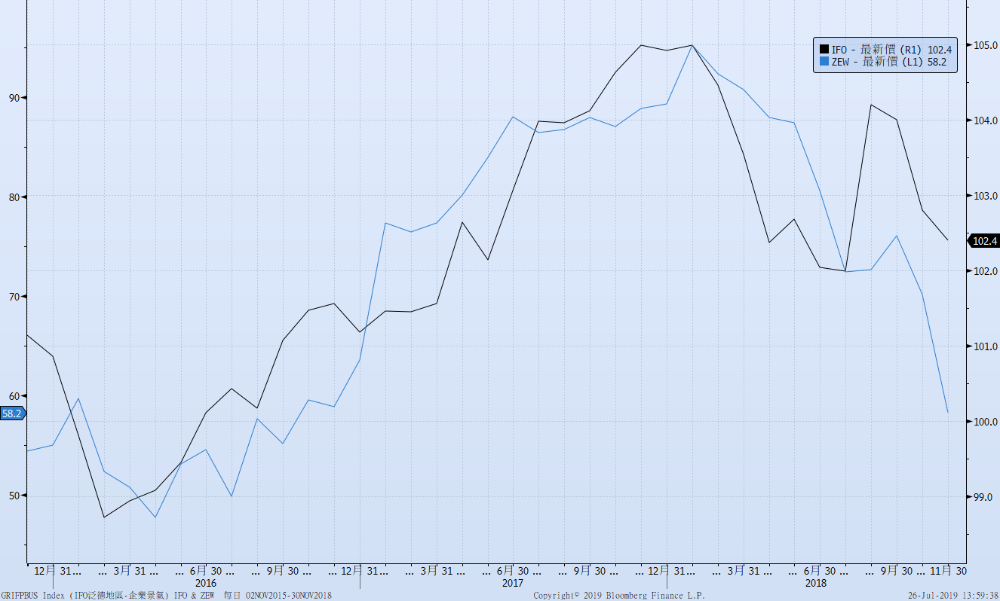 IFO - 最新價 (R1) 102.4
ZEW - 最新價 (L1) 58.2
105.0
90
104.0
80
103.0
102.4
102.0
70
101.0
60
58.2
100.0
50
99.0
12月 31... ... 3月 31 ... ... 6月 30 ... 9月 30 ... ... 12月 31 ... ... 3月 31 ... ... 6月 30 ... 9月 30 ... ... 12月 31 ... ... 3月 31 ... ... 6月 30 ... ... 9月 30 ... 11月 30
2016 2017 2018
GRIFPBUS Index (IFO泛德地區-企業景氣) IFO & ZEW 每日 02NOV2015-30NOV2018 Copyright© 2019 Bloomberg Finance L.P. 26-Jul-2019 13:59:38